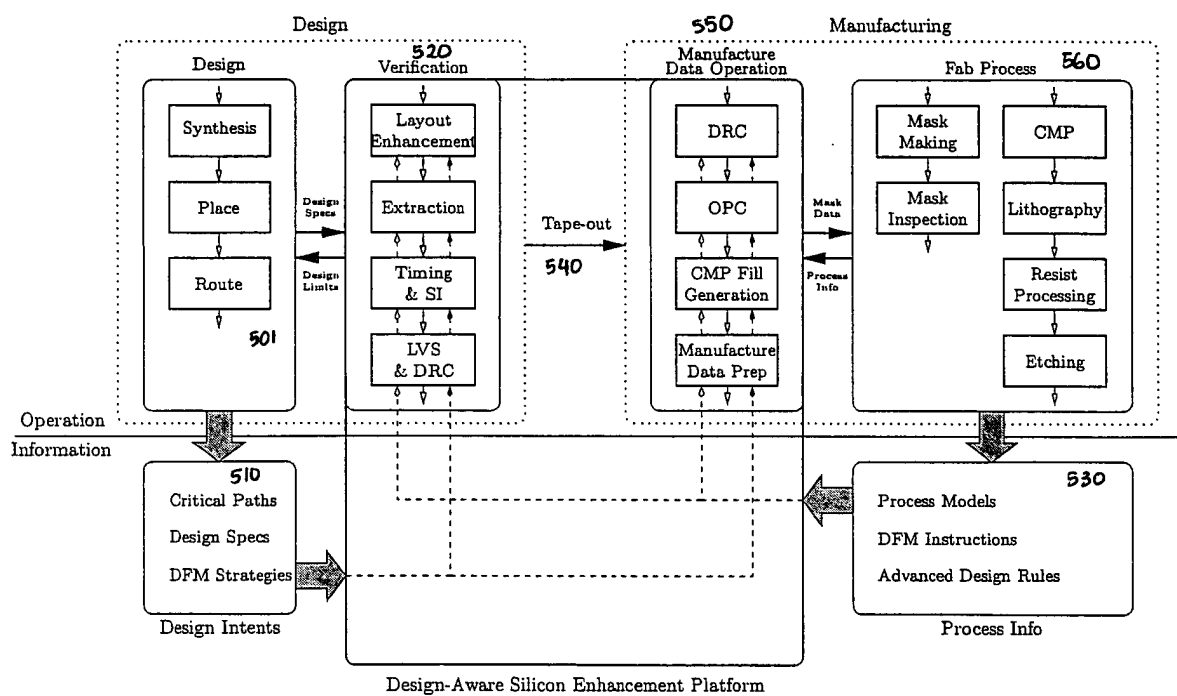 Design
550
Manufacturing
Design
520
Verification
Manufacture
Data Operation
Fab Process
560
Synthesis
Place
Route
501
Design
Specs
Design
Limits
Layout
Enhancement
Extraction
Timing
& SI
LVS
& DRC
Tape-out
540
DRC
OPC
CMP Fill
Generation
Manufacture
Data Prep
Mask
Data
Process
Info
Mask
Making
Mask
Inspection
CMP
Lithography
Resist
Processing
Etching
Operation
Information
510
Critical Paths
Design Specs
DFM Strategies
Design Intents
530
Process Models
DFM Instructions
Advanced Design Rules
Process Info
Design-Aware Silicon Enhancement Platform